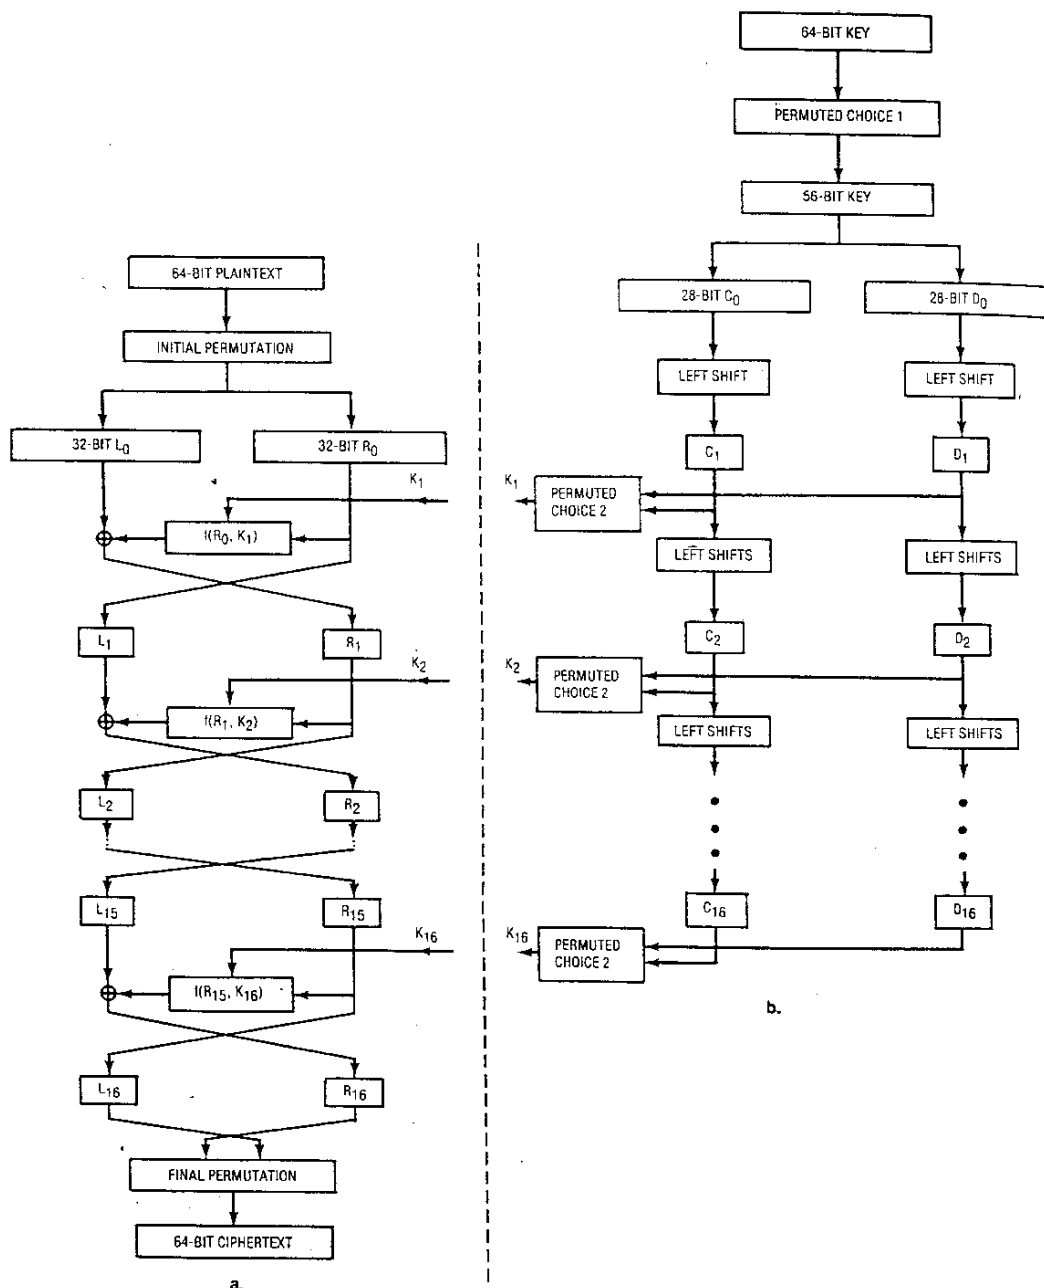 64-BIT KEY
PERMUTED CHOICE 1
56-BIT KEY
28-BIT C0
28-BIT D0
LEFT SHIFT
LEFT SHIFT
C1
D1
K1
PERMUTED
CHOICE 2
LEFT SHIFTS
LEFT SHIFTS
C2
D2
K2
PERMUTED
CHOICE 2
LEFT SHIFTS
LEFT SHIFTS
C16
D16
K16
PERMUTED
CHOICE 2
b.
64-BIT PLAINTEXT
INITIAL PERMUTATION
32-BIT L0
32-BIT R0
K1
f(R0, K1)
L1
R1
K2
f(R1, K2)
L2
R2
L15
R15
K16
f(R15, K16)
L16
R16
FINAL PERMUTATION
64-BIT CIPHERTEXT
a.